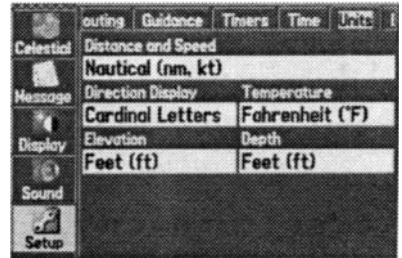 outing Guidance Timers Time Units
Celestial
Distance and Speed
Nautical (nm, kt)
Message
Direction Display Temperature
Cardinal Letters Fahrenheit (°F)
Display
Elevation Depth
Feet (ft) Feet (ft)
Sound
Setup